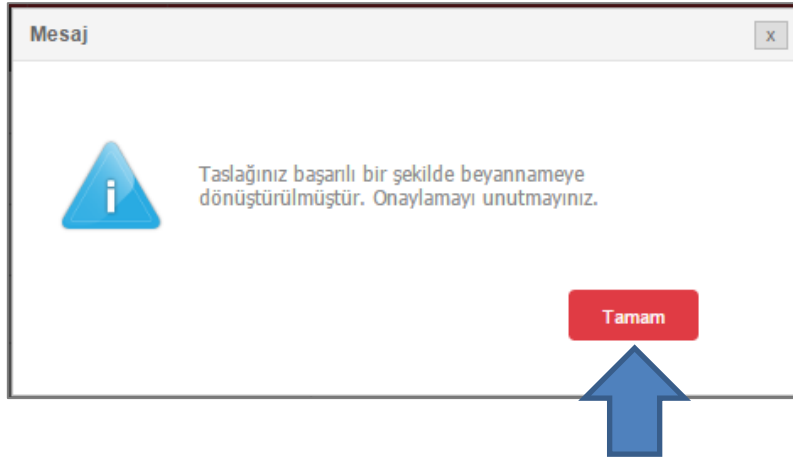 Mesaj
x
Taslağınız başarılı bir şekilde beyannameye
dönüştürülmüştür. Onaylamayı unutmayınız.
Tamam